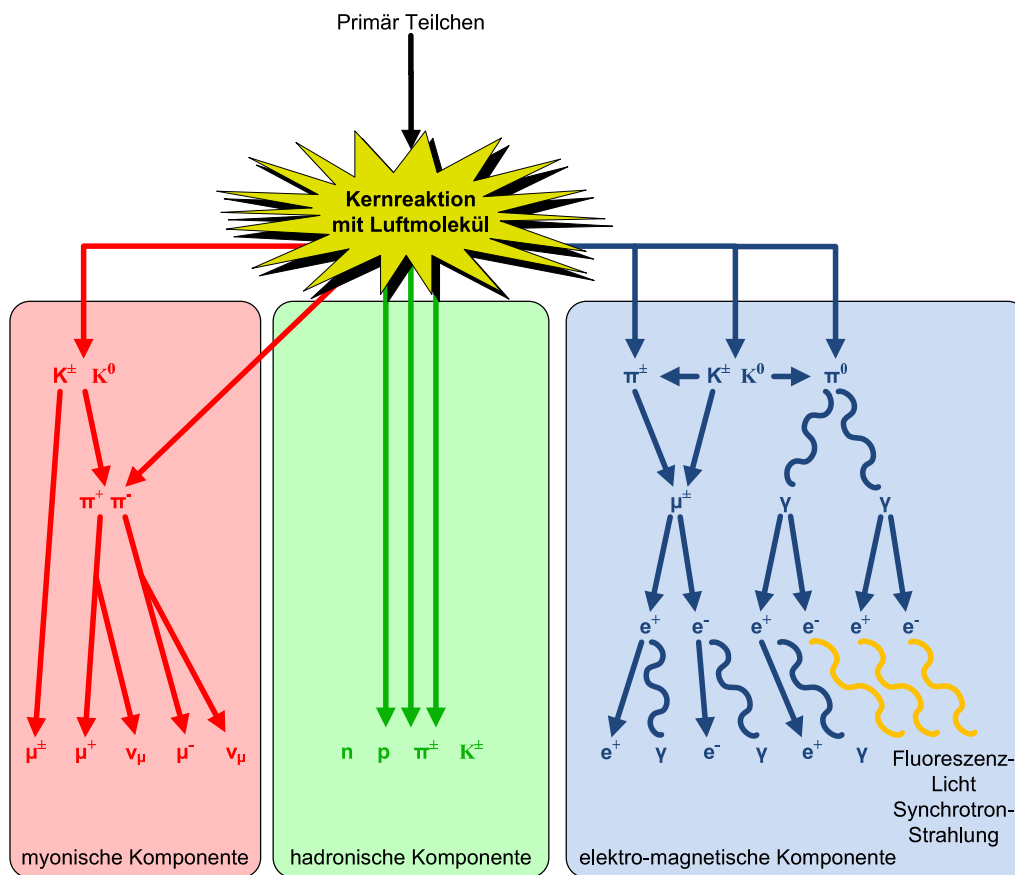 Primär Teilchen
Kernreaktion
mit Luftmolekül
K± K⁰
π⁺ π⁻
μ± μ⁺ νμ μ⁻ νμ
myonische Komponente
n p π± K±
hadronische Komponente
π± K± K⁰ π⁰
μ± γ γ
e⁺ e⁻ e⁺ e⁻ e⁺ e⁻
e⁺ γ e⁻ γ e⁺ γ
Fluoreszenz-
Licht
Synchrotron-
Strahlung
elektro-magnetische Komponente